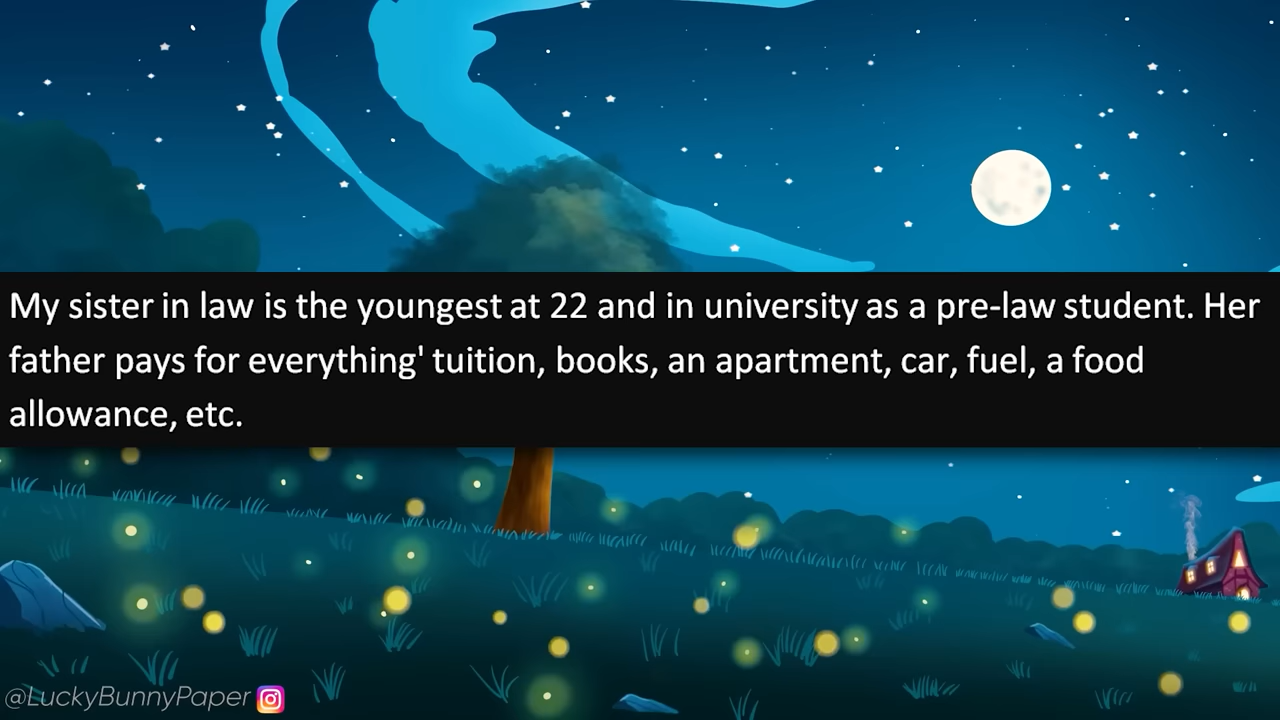 My sister in law is the youngest at 22 and in university as a pre-law student. Her
father pays for everything' tuition, books, an apartment, car, fuel, a food
allowance, etc.
@LuckyBunnyPaper